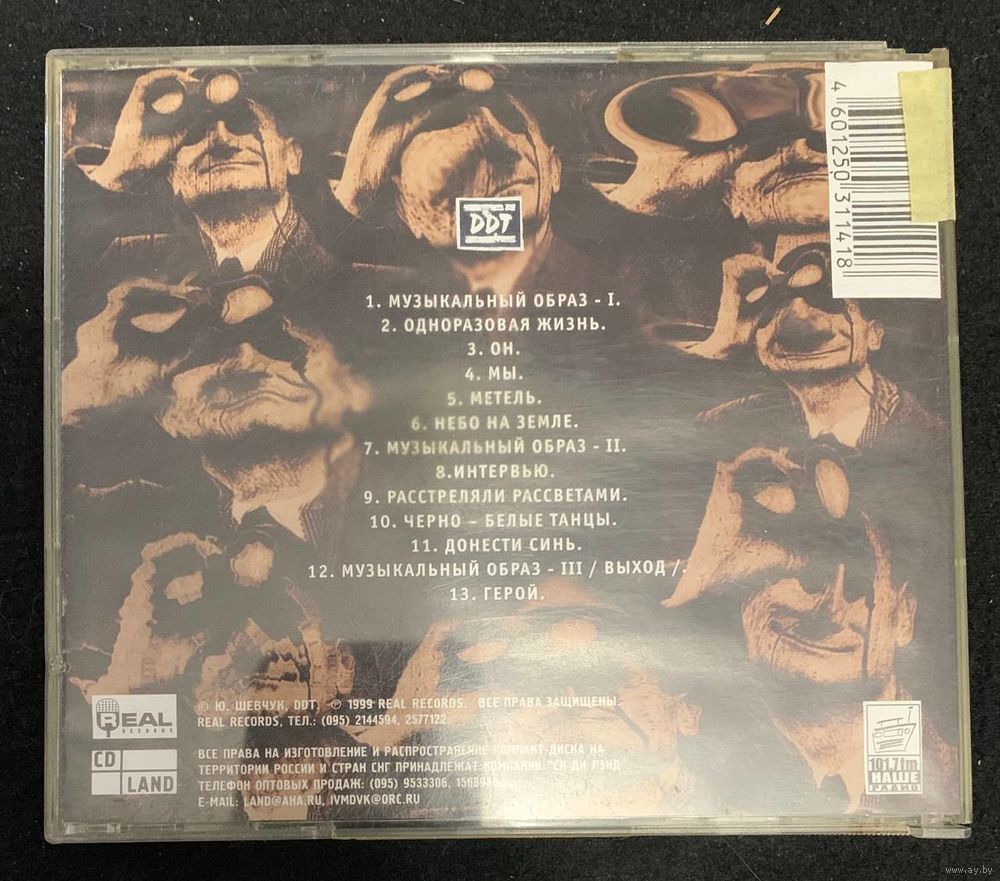 4 601250 311418
DDT
1. МУЗЫКАЛЬНЫЙ ОБРАЗ - I.
2. ОДНОРАЗОВАЯ ЖИЗНЬ.
3. ОН.
4. МЫ.
5. МЕТЕЛЬ.
6. НЕБО НА ЗЕМЛЕ.
7. МУЗЫКАЛЬНЫЙ ОБРАЗ - II.
8.ИНТЕРВЬЮ.
9. РАССТРЕЛЯЛИ РАССВЕТАМИ.
10. ЧЕРНО – БЕЛЫЕ ТАНЦЫ.
11. ДОНЕСТИ СИНЬ.
12. МУЗЫКАЛЬНЫЙ ОБРАЗ - III / ВЫХОД /.
13. ГЕРОЙ.
REAL
RECORDS
© Ю. ШЕВЧУК, DDT, ℗ 1999 REAL RECORDS. ВСЕ ПРАВА ЗАЩИЩЕНЫ.
REAL RECORDS, ТЕЛ.: (095) 2144594, 2577122
CD
LAND
ВСЕ ПРАВА НА ИЗГОТОВЛЕНИЕ И РАСПРОСТРАНЕНИЕ КОМПАКТ-ДИСКА НА
ТЕРРИТОРИИ РОССИИ И СТРАН СНГ ПРИНАДЛЕЖАТ КОМПАНИИ "СИ ДИ ЛЭНД"
ТЕЛЕФОН ОПТОВЫХ ПРОДАЖ: (095) 9533306,
E-MAIL: LAND@AHA.RU, IVMDVK@ORC.RU
101.7fm
НАШЕ
РАДИО
www.ay.by